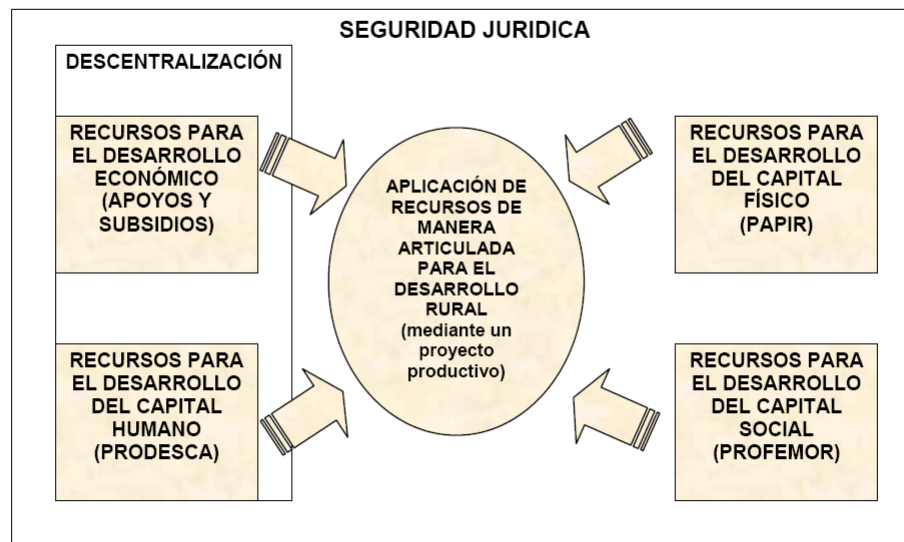 SEGURIDAD JURIDICA
DESCENTRALIZACIÓN
RECURSOS PARA
EL DESARROLLO
ECONÓMICO
(APOYOS Y
SUBSIDIOS)
RECURSOS PARA
EL DESARROLLO
DEL CAPITAL
HUMANO
(PRODESCA)
APLICACIÓN DE
RECURSOS DE
MANERA
ARTICULADA
PARA EL
DESARROLLO
RURAL
(mediante un
proyecto
productivo)
RECURSOS PARA
EL DESARROLLO
DEL CAPITAL
FÍSICO
(PAPIR)
RECURSOS PARA
EL DESARROLLO
DEL CAPITAL
SOCIAL
(PROFEMOR)